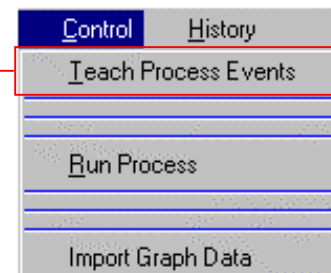 Control History
Teach Process Events
Run Process
Import Graph Data